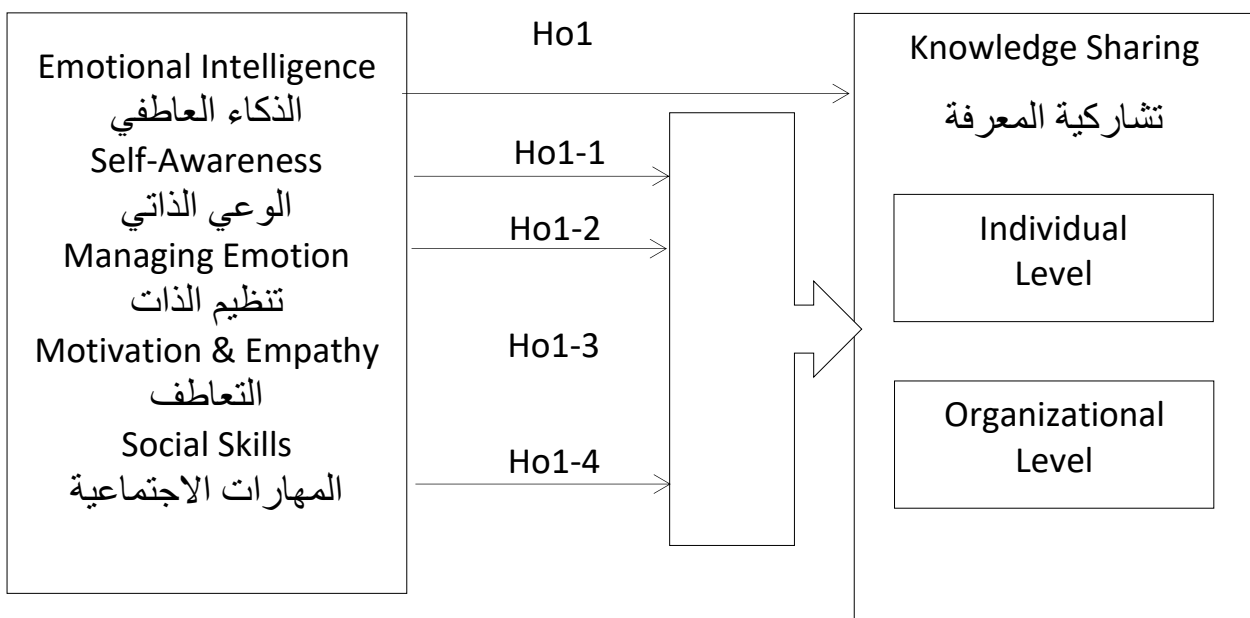 Emotional Intelligence
الذكاء العاطفي
Self-Awareness
الوعي الذاتي
Managing Emotion
تنظيم الذات
Motivation & Empathy
التعاطف
Social Skills
المهارات الاجتماعية
Ho1
Ho1-1
Ho1-2
Ho1-3
Ho1-4
Knowledge Sharing
تشاركية المعرفة
Individual
Level
Organizational
Level